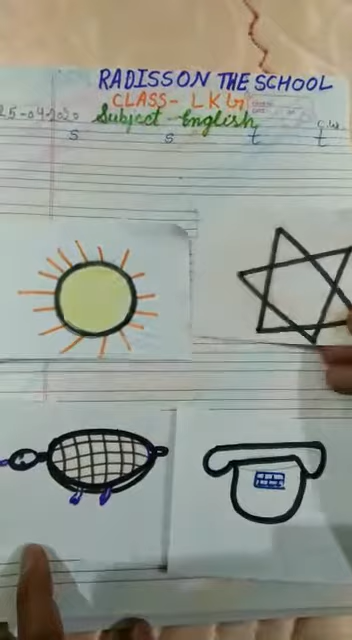 RADISSON THE SCHOOL
CLASS- LKG
25-04-2020 Subject-English
s s t t